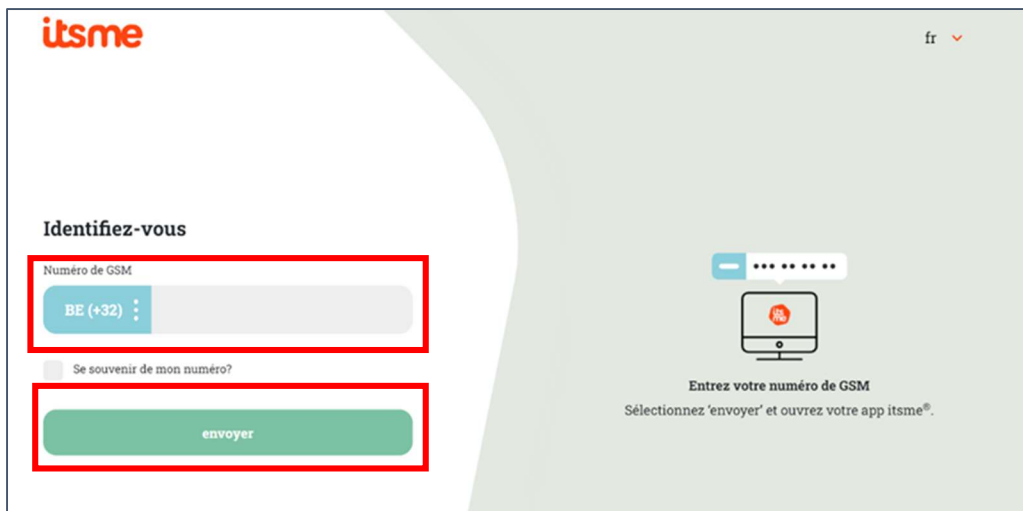 itsme
fr
Identifiez-vous
Numéro de GSM
BE (+32)
Se souvenir de mon numéro?
envoyer
Entrez votre numéro de GSM
Sélectionnez 'envoyer' et ouvrez votre app itsme®.